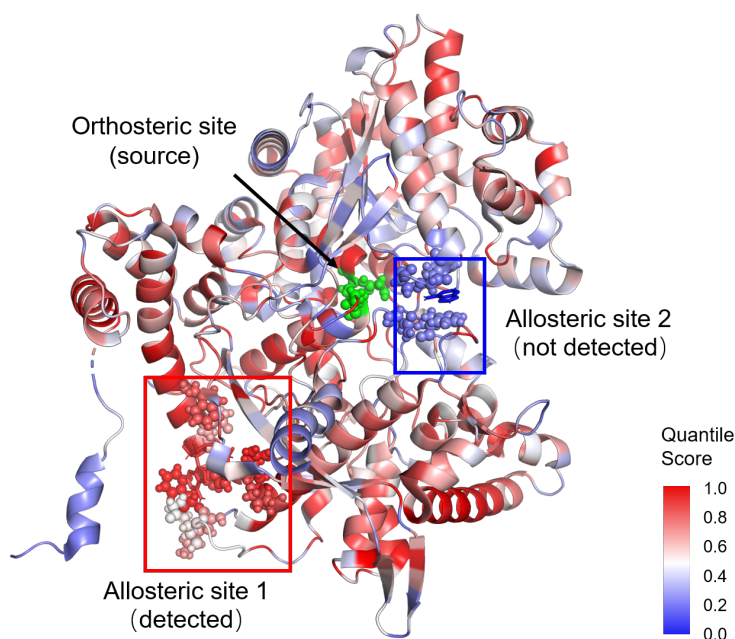 Orthosteric site
(source)
Allosteric site 2
（not detected）
Quantile
Score
1.0
0.8
0.6
0.4
0.2
0.0
Allosteric site 1
（detected）